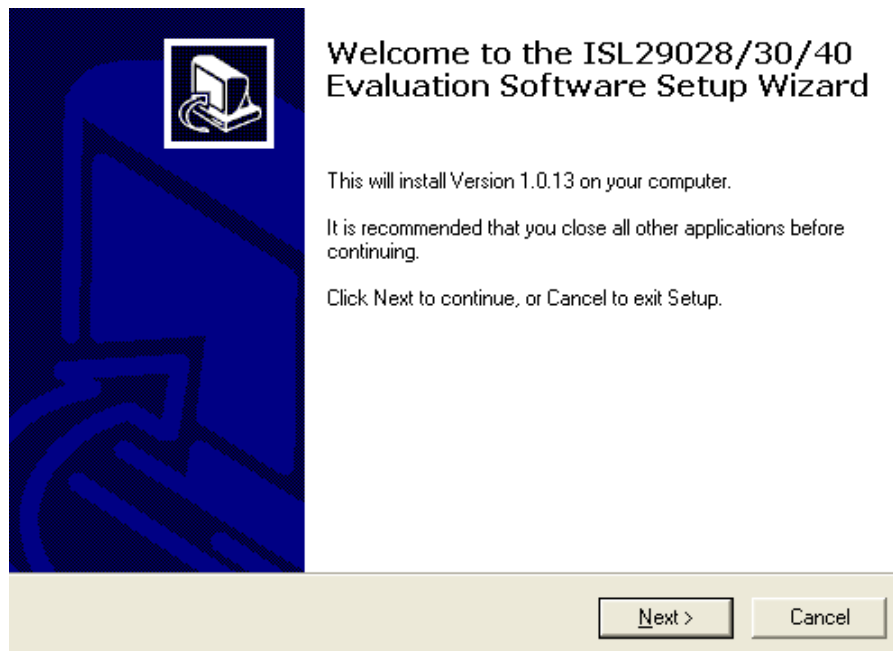 Welcome to the ISL29028/30/40
Evaluation Software Setup Wizard
This will install Version 1.0.13 on your computer.
It is recommended that you close all other applications before
continuing.
Click Next to continue, or Cancel to exit Setup.
Next >
Cancel